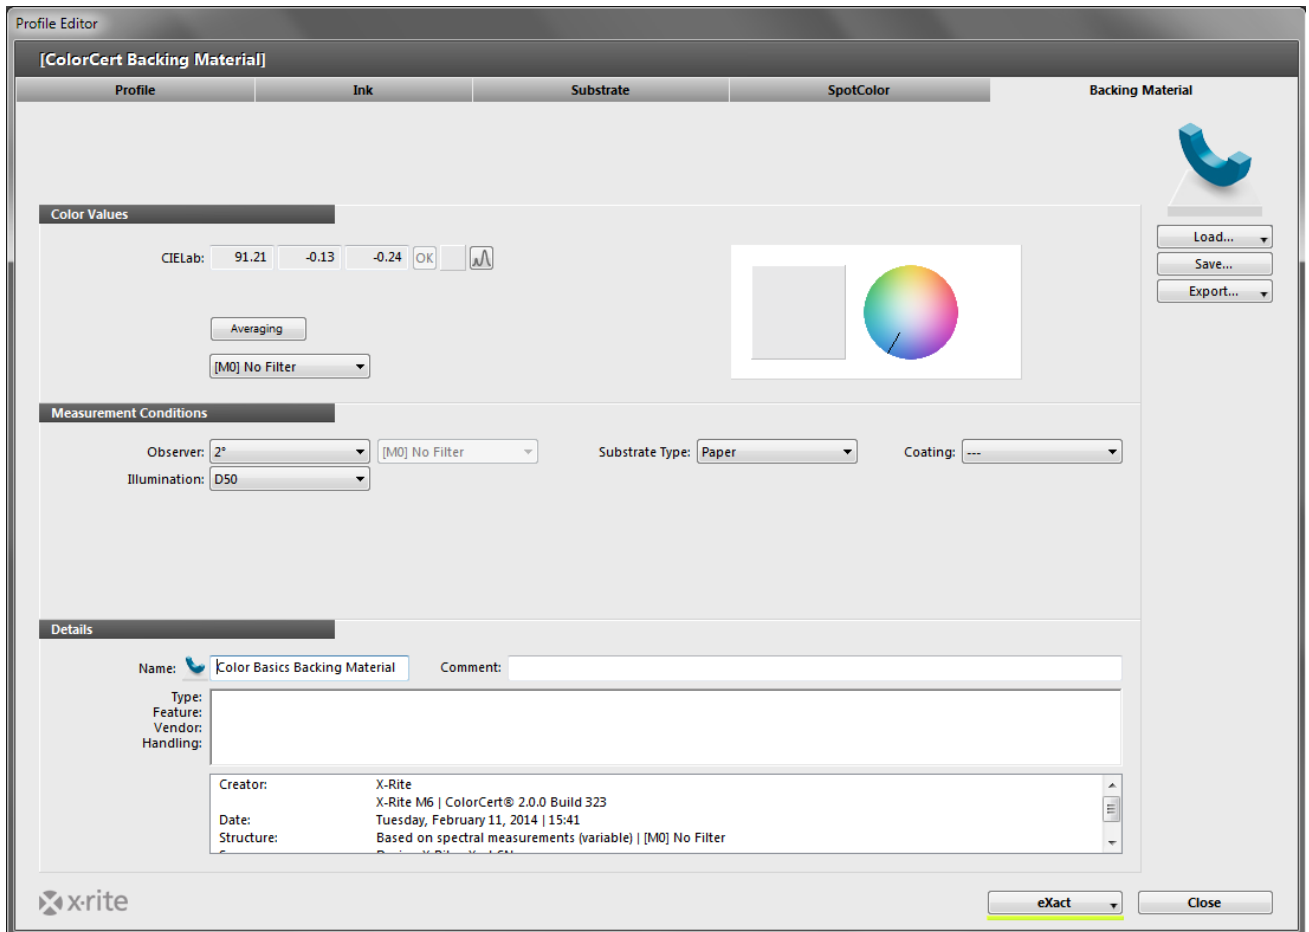 Profile Editor
[ColorCert Backing Material]
Profile Ink Substrate SpotColor Backing Material
Color Values
CIELab: 91.21 -0.13 -0.24 OK
Load...
Save...
Export...
Averaging
[M0] No Filter
Measurement Conditions
Observer: 2° [M0] No Filter Substrate Type: Paper Coating: ---
Illumination: D50
Details
Name: Color Basics Backing Material Comment:
Type:
Feature:
Vendor:
Handling:
Creator: X-Rite
X-Rite M6 | ColorCert® 2.0.0 Build 323
Date: Tuesday, February 11, 2014 | 15:41
Structure: Based on spectral measurements (variable) | [M0] No Filter
x·rite
eXact Close